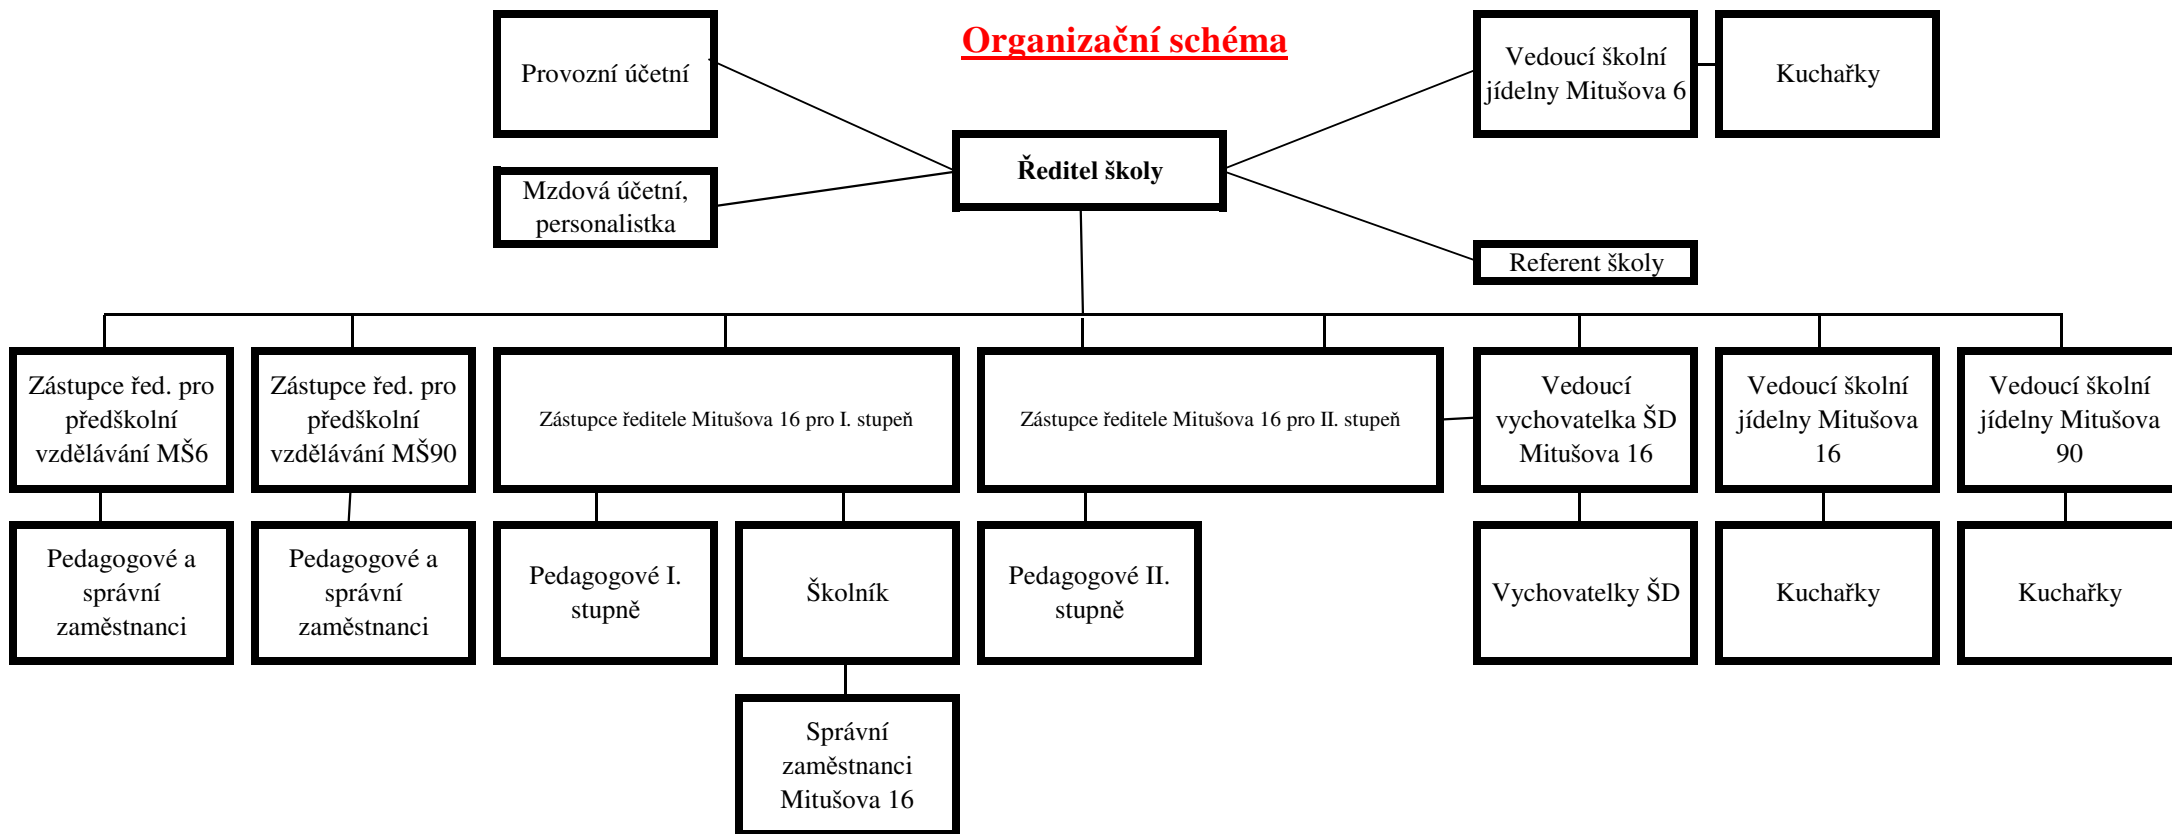 Organizační schéma
Provozní účetní
Vedoucí školní
jídelny Mitušova 6
Kuchařky
Ředitel školy
Mzdová účetní,
personalistka
Referent školy
Zástupce řed. pro
předškolní
vzdělávání MŠ6
Zástupce řed. pro
předškolní
vzdělávání MŠ90
Zástupce ředitele Mitušova 16 pro I. stupeň
Zástupce ředitele Mitušova 16 pro II. stupeň
Vedoucí
vychovatelka ŠD
Mitušova 16
Vedoucí školní
jídelny Mitušova
16
Vedoucí školní
jídelny Mitušova
90
Pedagogové a
správní
zaměstnanci
Pedagogové a
správní
zaměstnanci
Pedagogové I.
stupně
Školník
Pedagogové II.
stupně
Vychovatelky ŠD
Kuchařky
Kuchařky
Správní
zaměstnanci
Mitušova 16